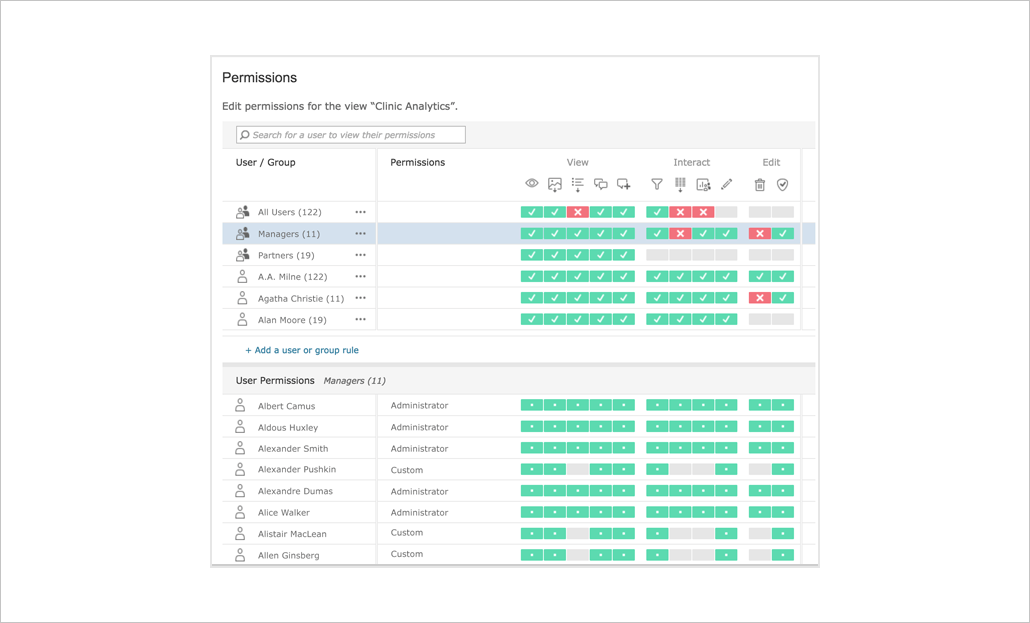 Permissions
Edit permissions for the view “Clinic Analytics”.
Search for a user to view their permissions
User / Group Permissions View Interact Edit
All Users (122)
Managers (11)
Partners (19)
A.A. Milne (122)
Agatha Christie (11)
Alan Moore (19)
+ Add a user or group rule
User Permissions Managers (11)
Albert Camus Administrator
Aldous Huxley Administrator
Alexander Smith Administrator
Alexander Pushkin Custom
Alexandre Dumas Administrator
Alice Walker Administrator
Alistair MacLean Custom
Allen Ginsberg Custom